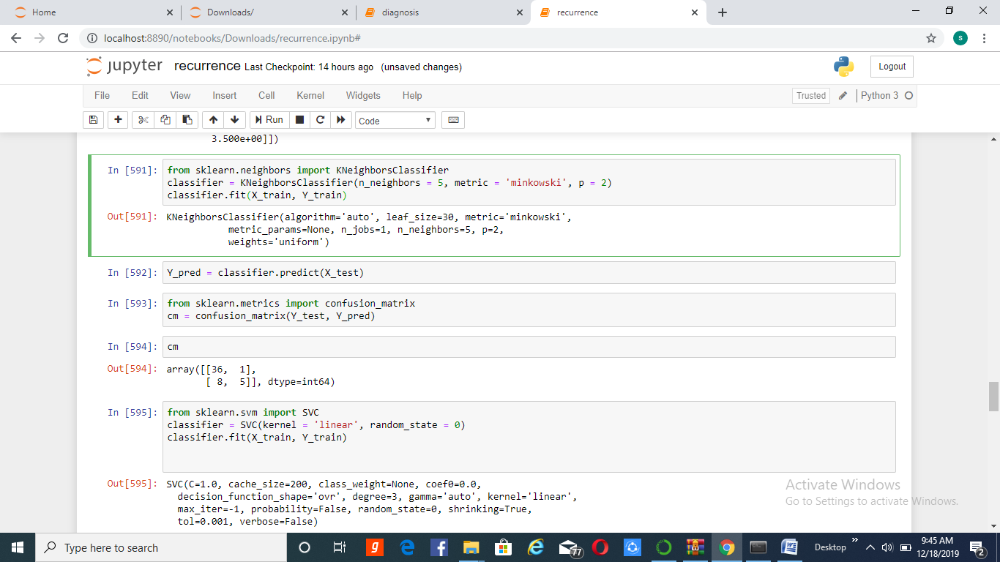 Home
Downloads/
diagnosis
recurrence
localhost:8890/notebooks/Downloads/recurrence.ipynb#
S
jupyter recurrence Last Checkpoint: 14 hours ago (unsaved changes)
Logout
File Edit View Insert Cell Kernel Widgets Help
Trusted Python 3
Run Code
3.500e+00]])
In [591]: from sklearn.neighbors import KNeighborsClassifier
classifier = KNeighborsClassifier(n_neighbors = 5, metric = 'minkowski', p = 2)
classifier.fit(X_train, Y_train)
Out[591]: KNeighborsClassifier(algorithm='auto', leaf_size=30, metric='minkowski',
metric_params=None, n_jobs=1, n_neighbors=5, p=2,
weights='uniform')
In [592]: Y_pred = classifier.predict(X_test)
In [593]: from sklearn.metrics import confusion_matrix
cm = confusion_matrix(Y_test, Y_pred)
In [594]: cm
Out[594]: array([[36, 1],
[ 8, 5]], dtype=int64)
In [595]: from sklearn.svm import SVC
classifier = SVC(kernel = 'linear', random_state = 0)
classifier.fit(X_train, Y_train)
Out[595]: SVC(C=1.0, cache_size=200, class_weight=None, coef0=0.0,
decision_function_shape='ovr', degree=3, gamma='auto', kernel='linear',
max_iter=-1, probability=False, random_state=0, shrinking=True,
tol=0.001, verbose=False)
Activate Windows
Go to Settings to activate Windows.
Type here to search
g
77
Desktop
9:45 AM
12/18/2019
2